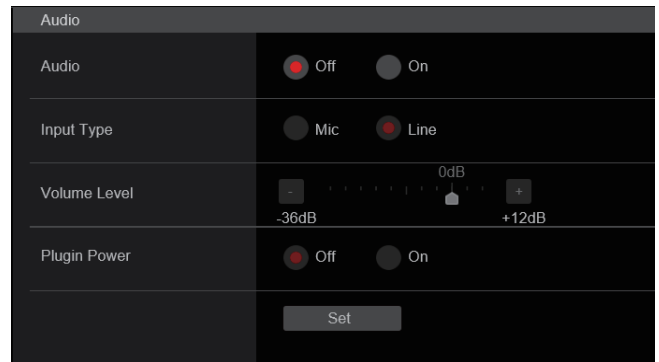 Audio
Audio Off On
Input Type Mic Line
0dB
Volume Level - +
-36dB +12dB
Plugin Power Off On
Set